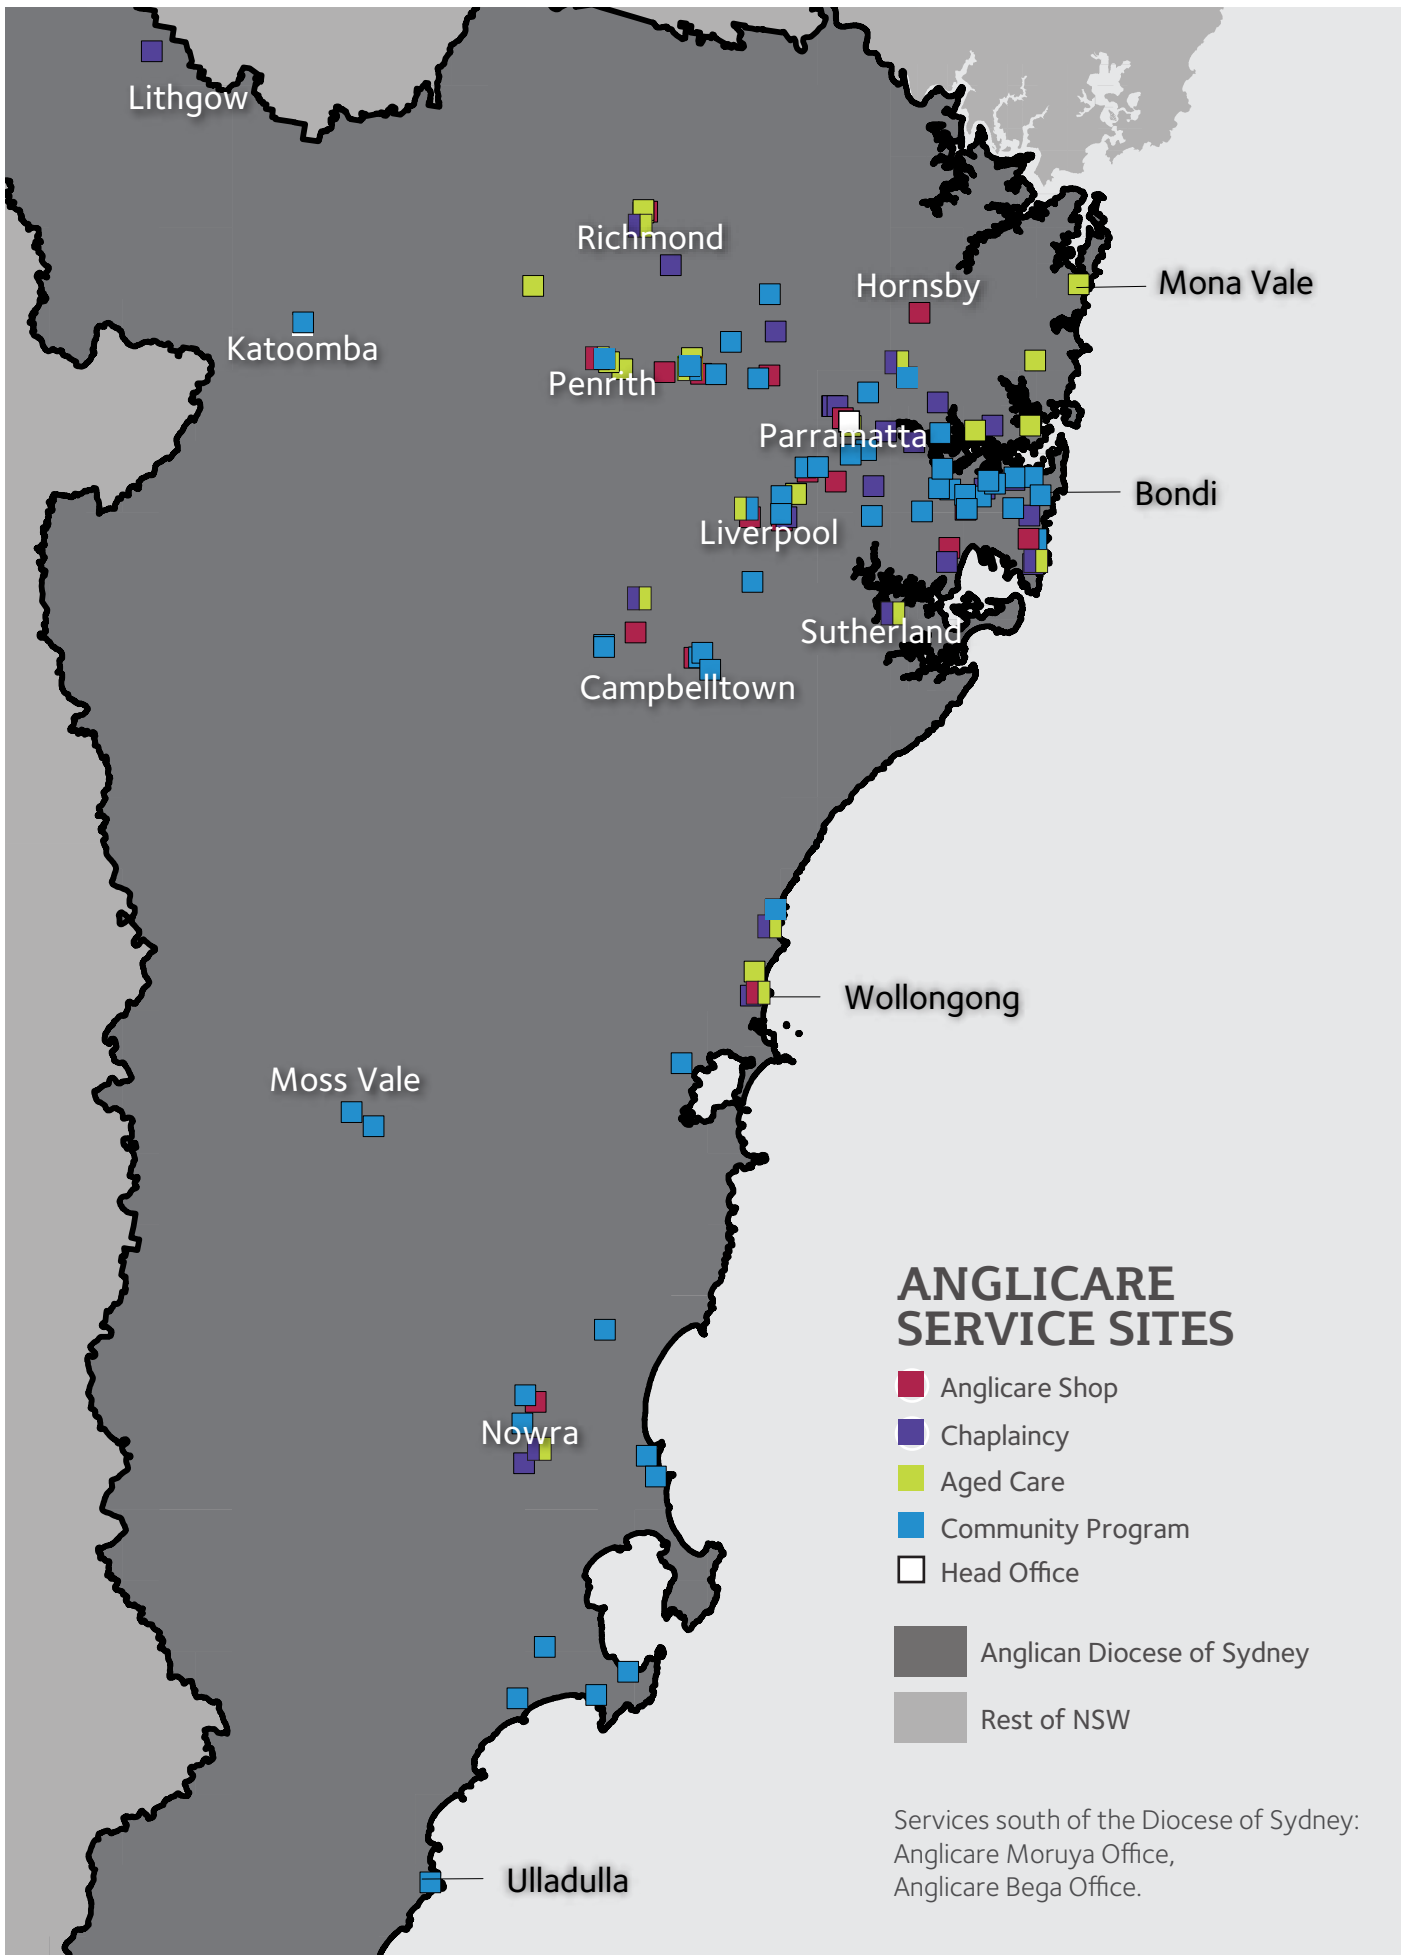 Lithgow
Richmond
Hornsby
Mona Vale
Katoomba
Penrith
Parramatta
Bondi
Liverpool
Sutherland
Campbelltown
Wollongong
Moss Vale
ANGLICARE
SERVICE SITES
Anglicare Shop
Chaplaincy
Nowra
Aged Care
Community Program
Head Office
Anglican Diocese of Sydney
Rest of NSW
Services south of the Diocese of Sydney:
Anglicare Moruya Office,
Anglicare Bega Office.
Ulladulla